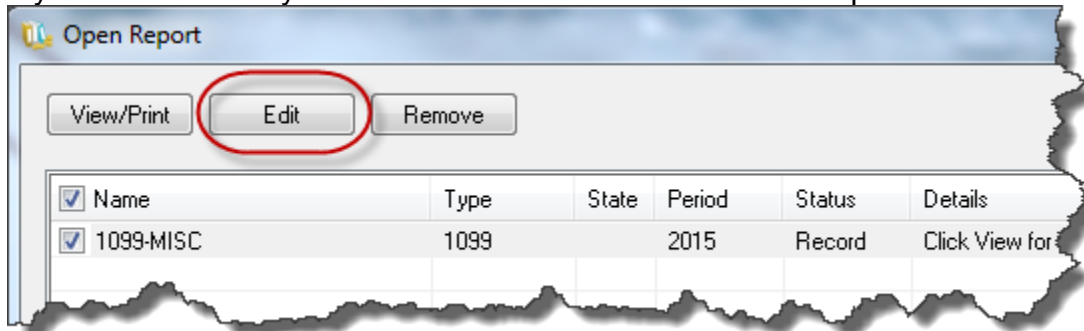 Open Report
View/Print Edit Remove
Name Type State Period Status Details
1099-MISC 1099 2015 Record Click View for